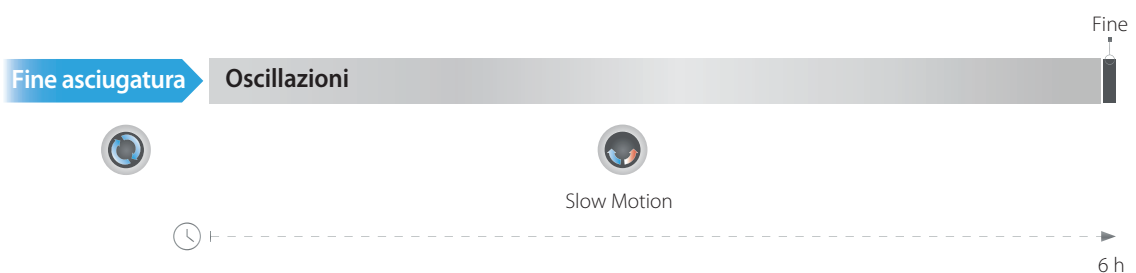 Fine
Fine asciugatura
Oscillazioni
Slow Motion
6 h